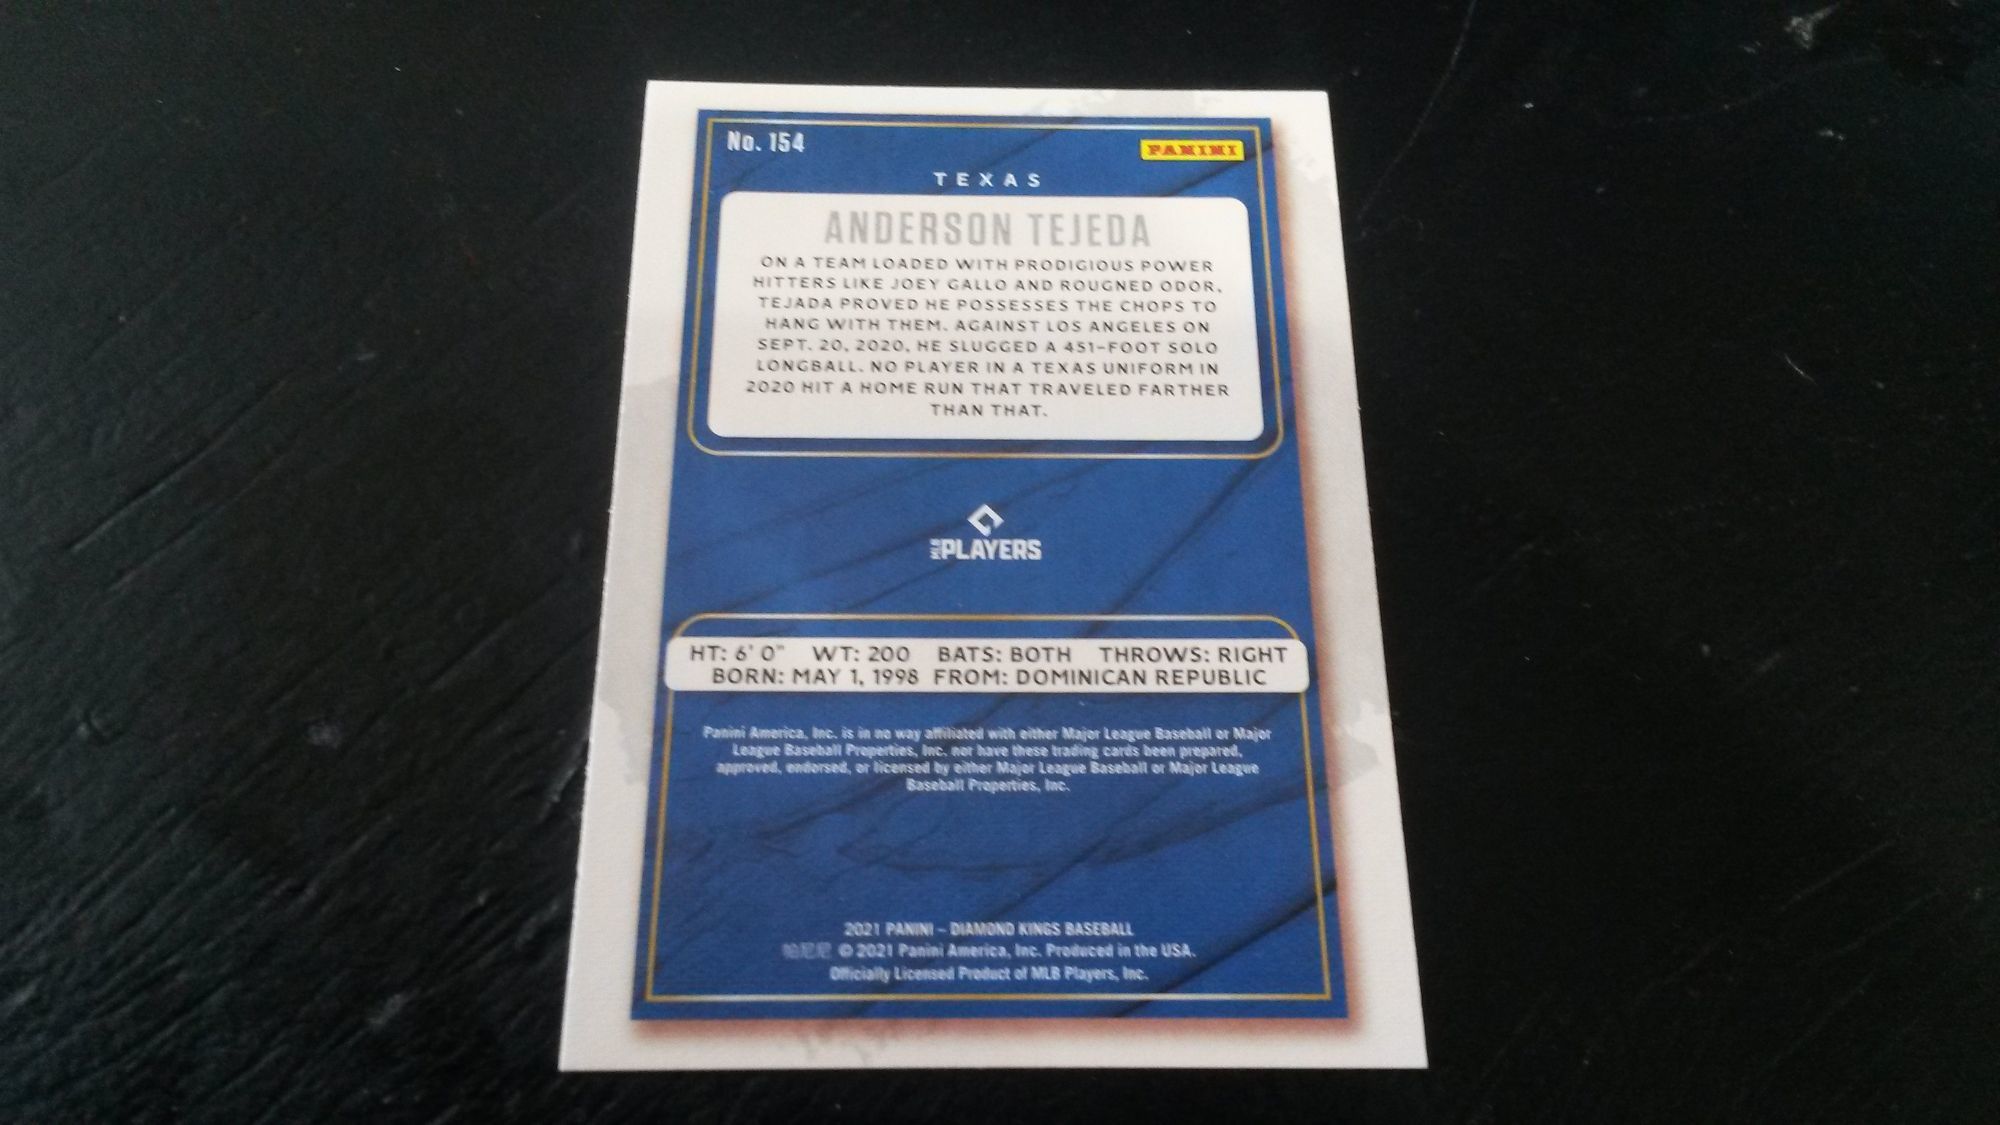 No. 154
PANINI
TEXAS
ANDERSON TEJEDA
ON A TEAM LOADED WITH PRODIGIOUS POWER
HITTERS LIKE JOEY GALLO AND ROUGNED ODOR,
TEJADA PROVED HE POSSESSES THE CHOPS TO
HANG WITH THEM. AGAINST LOS ANGELES ON
SEPT. 20, 2020, HE SLUGGED A 451-FOOT SOLO
LONGBALL. NO PLAYER IN A TEXAS UNIFORM IN
2020 HIT A HOME RUN THAT TRAVELED FARTHER
THAN THAT.
MLB PLAYERS
HT: 6' 0" WT: 200 BATS: BOTH THROWS: RIGHT
BORN: MAY 1, 1998 FROM: DOMINICAN REPUBLIC
Panini America, Inc. is in no way affiliated with either Major League Baseball or Major
League Baseball Properties, Inc. nor have these trading cards been prepared,
approved, endorsed, or licensed by either Major League Baseball or Major League
Baseball Properties, Inc.
2021 PANINI – DIAMOND KINGS BASEBALL
帕尼尼 © 2021 Panini America, Inc. Produced in the USA.
Officially Licensed Product of MLB Players, Inc.